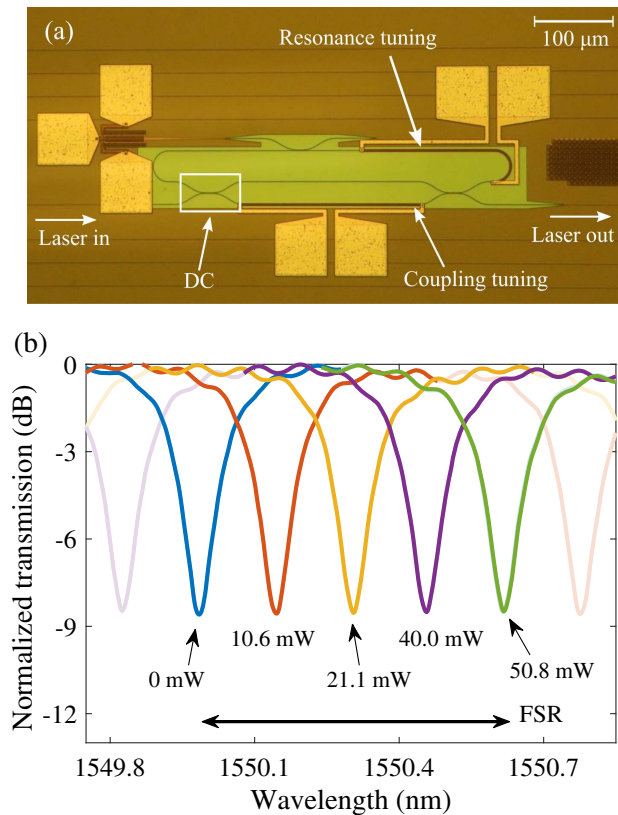 (a)
Resonance tuning
100 μm
Laser in
DC
Coupling tuning
Laser out
(b)
Normalized transmission (dB)
0
-3
-6
-9
-12
0 mW
10.6 mW
21.1 mW
40.0 mW
50.8 mW
FSR
1549.8
1550.1
1550.4
1550.7
Wavelength (nm)